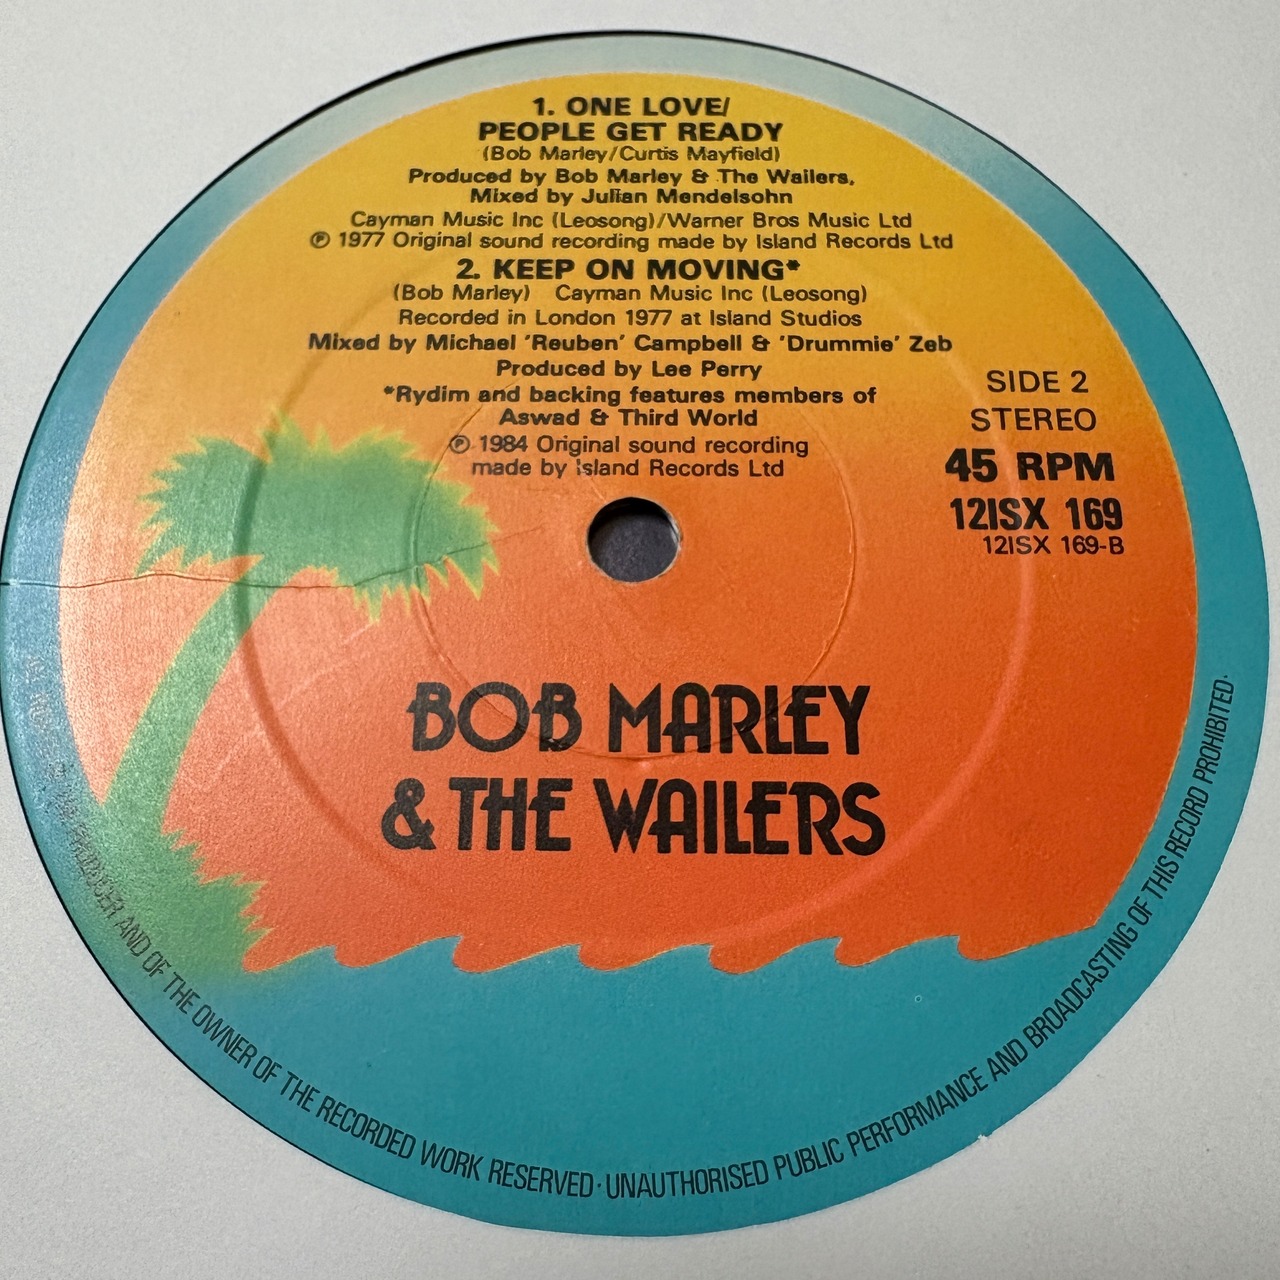 1. ONE LOVE/
PEOPLE GET READY
(Bob Marley/Curtis Mayfield)
Produced by Bob Marley & The Wailers.
Mixed by Julian Mendelsohn
Cayman Music Inc (Leosong)/Warner Bros Music Ltd
℗ 1977 Original sound recording made by Island Records Ltd
2. KEEP ON MOVING*
(Bob Marley) Cayman Music Inc (Leosong)
Recorded in London 1977 at Island Studios
Mixed by Michael 'Reuben' Campbell & 'Drummie' Zeb
Produced by Lee Perry
*Rydim and backing features members of
Aswad & Third World
℗ 1984 Original sound recording
made by Island Records Ltd
SIDE 2
STEREO
45 RPM
12ISX 169
12ISX 169-B
BOB MARLEY
& THE WAILERS
PRODUCER AND OF THE OWNER OF THE RECORDED WORK RESERVED · UNAUTHORISED PUBLIC PERFORMANCE AND BROADCASTING OF THIS RECORD PROHIBITED ·